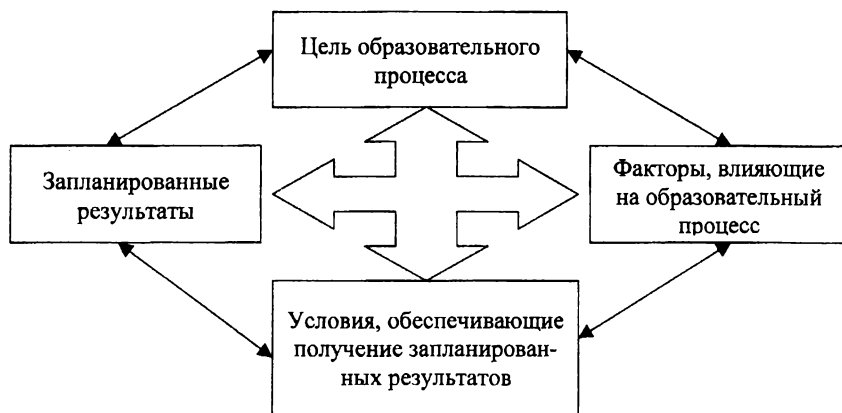 Цель образовательного
процесса
Запланированные
результаты
Факторы, влияющие
на образовательный
процесс
Условия, обеспечивающие
получение запланирован-
ных результатов